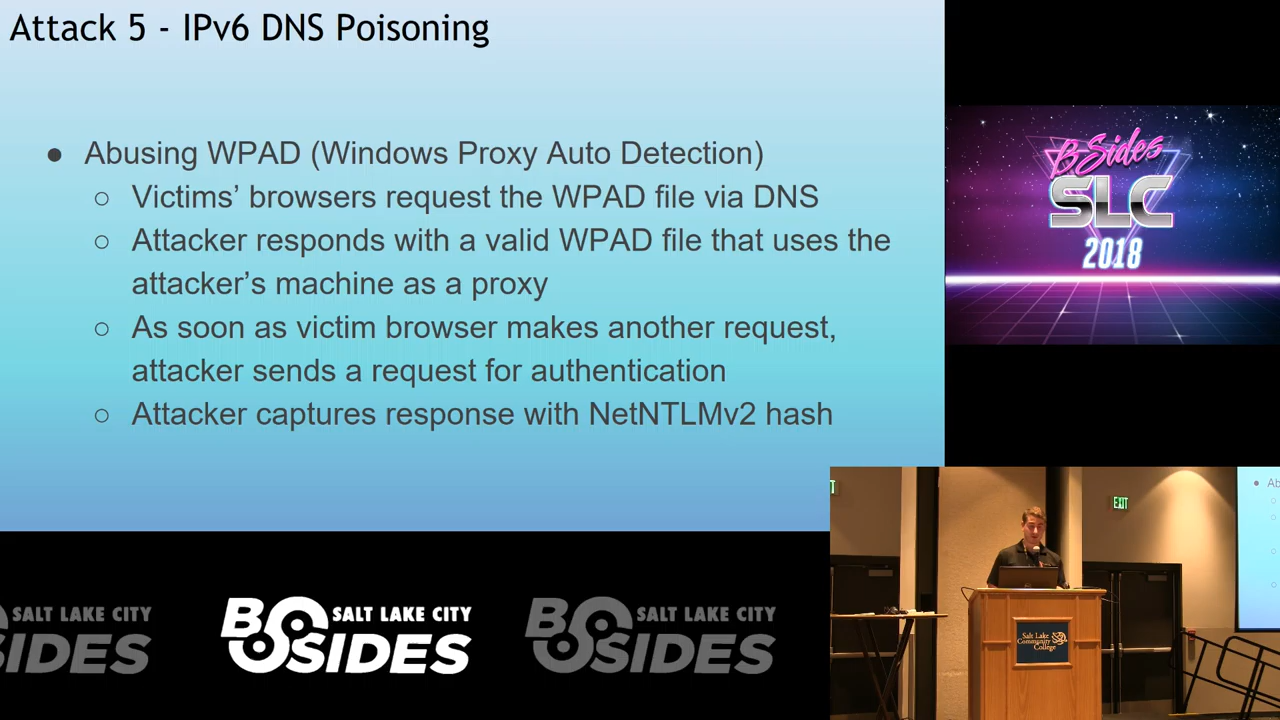 Attack 5 - IPv6 DNS Poisoning
● Abusing WPAD (Windows Proxy Auto Detection)
○ Victims’ browsers request the WPAD file via DNS
○ Attacker responds with a valid WPAD file that uses the
attacker’s machine as a proxy
○ As soon as victim browser makes another request,
attacker sends a request for authentication
○ Attacker captures response with NetNTLMv2 hash
BSides
SLC
2018
EXIT
Ab
Salt Lake
Community
College
SALT LAKE CITY
SIDES
BSIDES SALT LAKE CITY
BSIDES SALT LAKE CITY